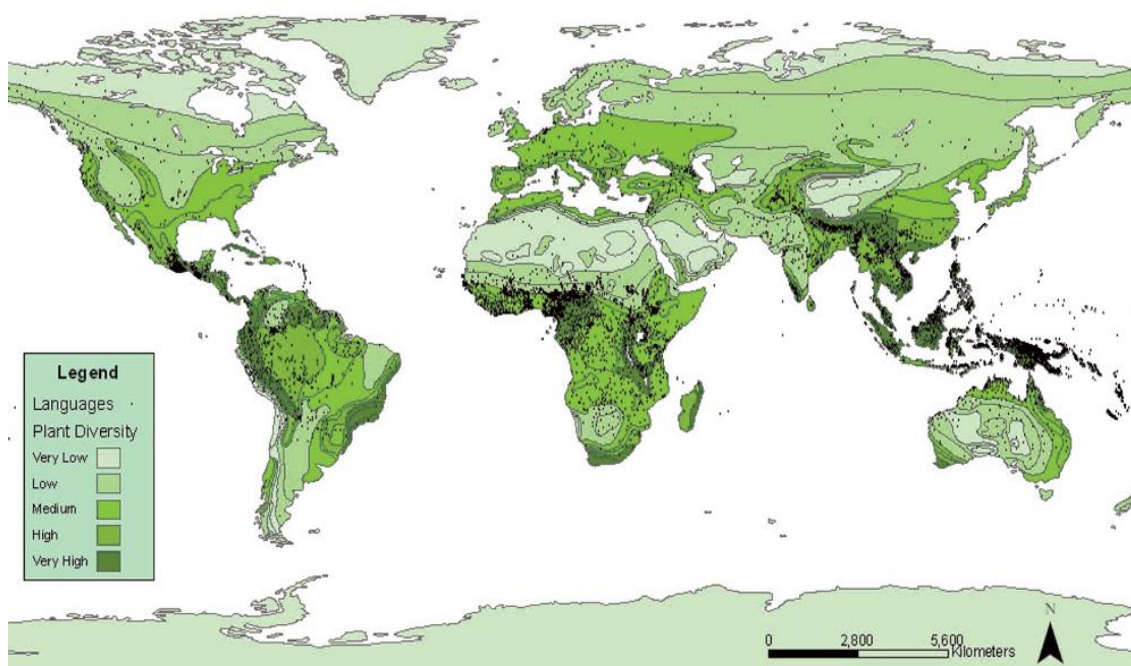 Legend
Languages
Plant Diversity
Very Low
Low
Medium
High
Very High
N
0 2,800 5,600
Kilometers